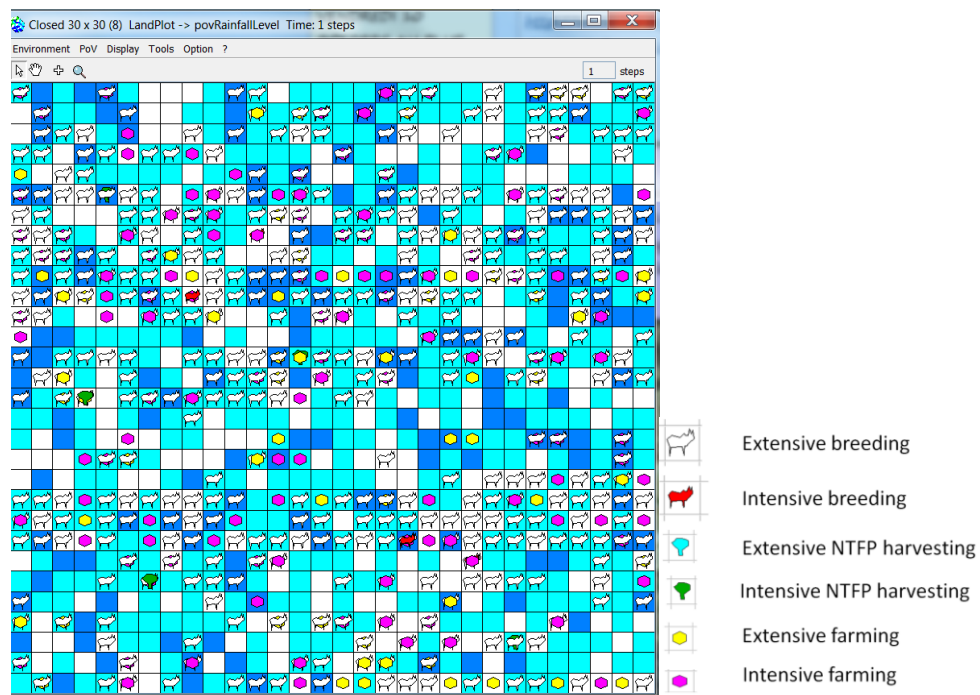 Closed 30 x 30 (8) LandPlot -> povRainfallLevel Time: 1 steps
Environment PoV Display Tools Option ?
1 steps
Extensive breeding
Intensive breeding
Extensive NTFP harvesting
Intensive NTFP harvesting
Extensive farming
Intensive farming